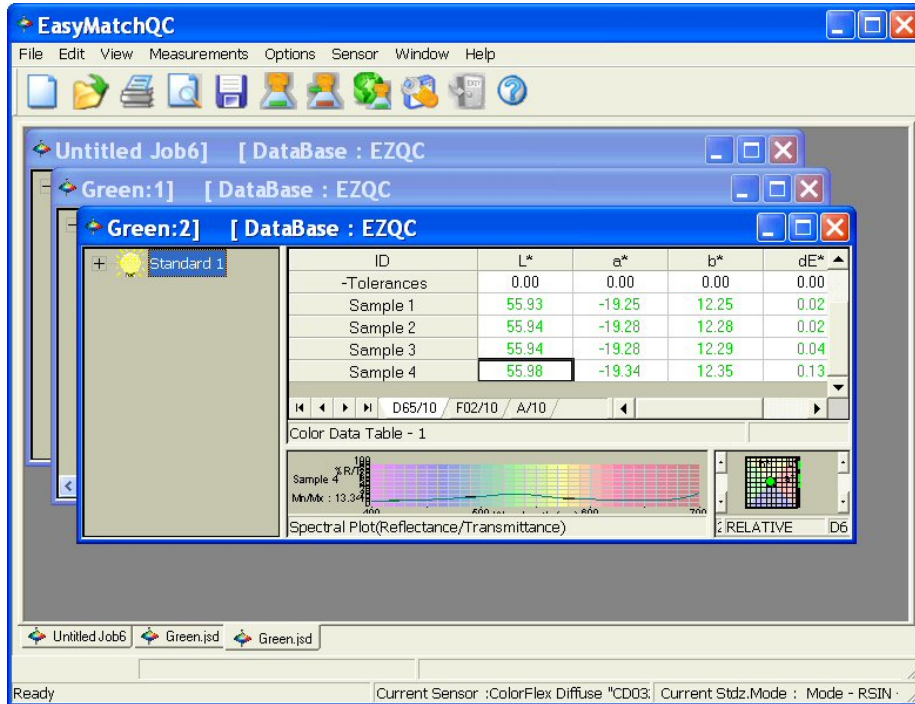 EasyMatchQC
File Edit View Measurements Options Sensor Window Help
Untitled Job6] [ DataBase : EZQC
Green:1] [ DataBase : EZQC
Green:2] [ DataBase : EZQC
Standard 1
ID L* a* b* dE*
-Tolerances 0.00 0.00 0.00 0.00
Sample 1 55.93 -19.25 12.25 0.02
Sample 2 55.94 -19.28 12.28 0.02
Sample 3 55.94 -19.28 12.29 0.04
Sample 4 55.98 -19.34 12.35 0.13
D65/10 F02/10 A/10
Color Data Table - 1
Sample 4
Mn/Mx : 13.34
Spectral Plot(Reflectance/Transmittance)
RELATIVE D6
Untitled Job6 Green.jsd Green.jsd
Ready Current Sensor :ColorFlex Diffuse "CD03: Current Stdz.Mode : Mode - RSIN -